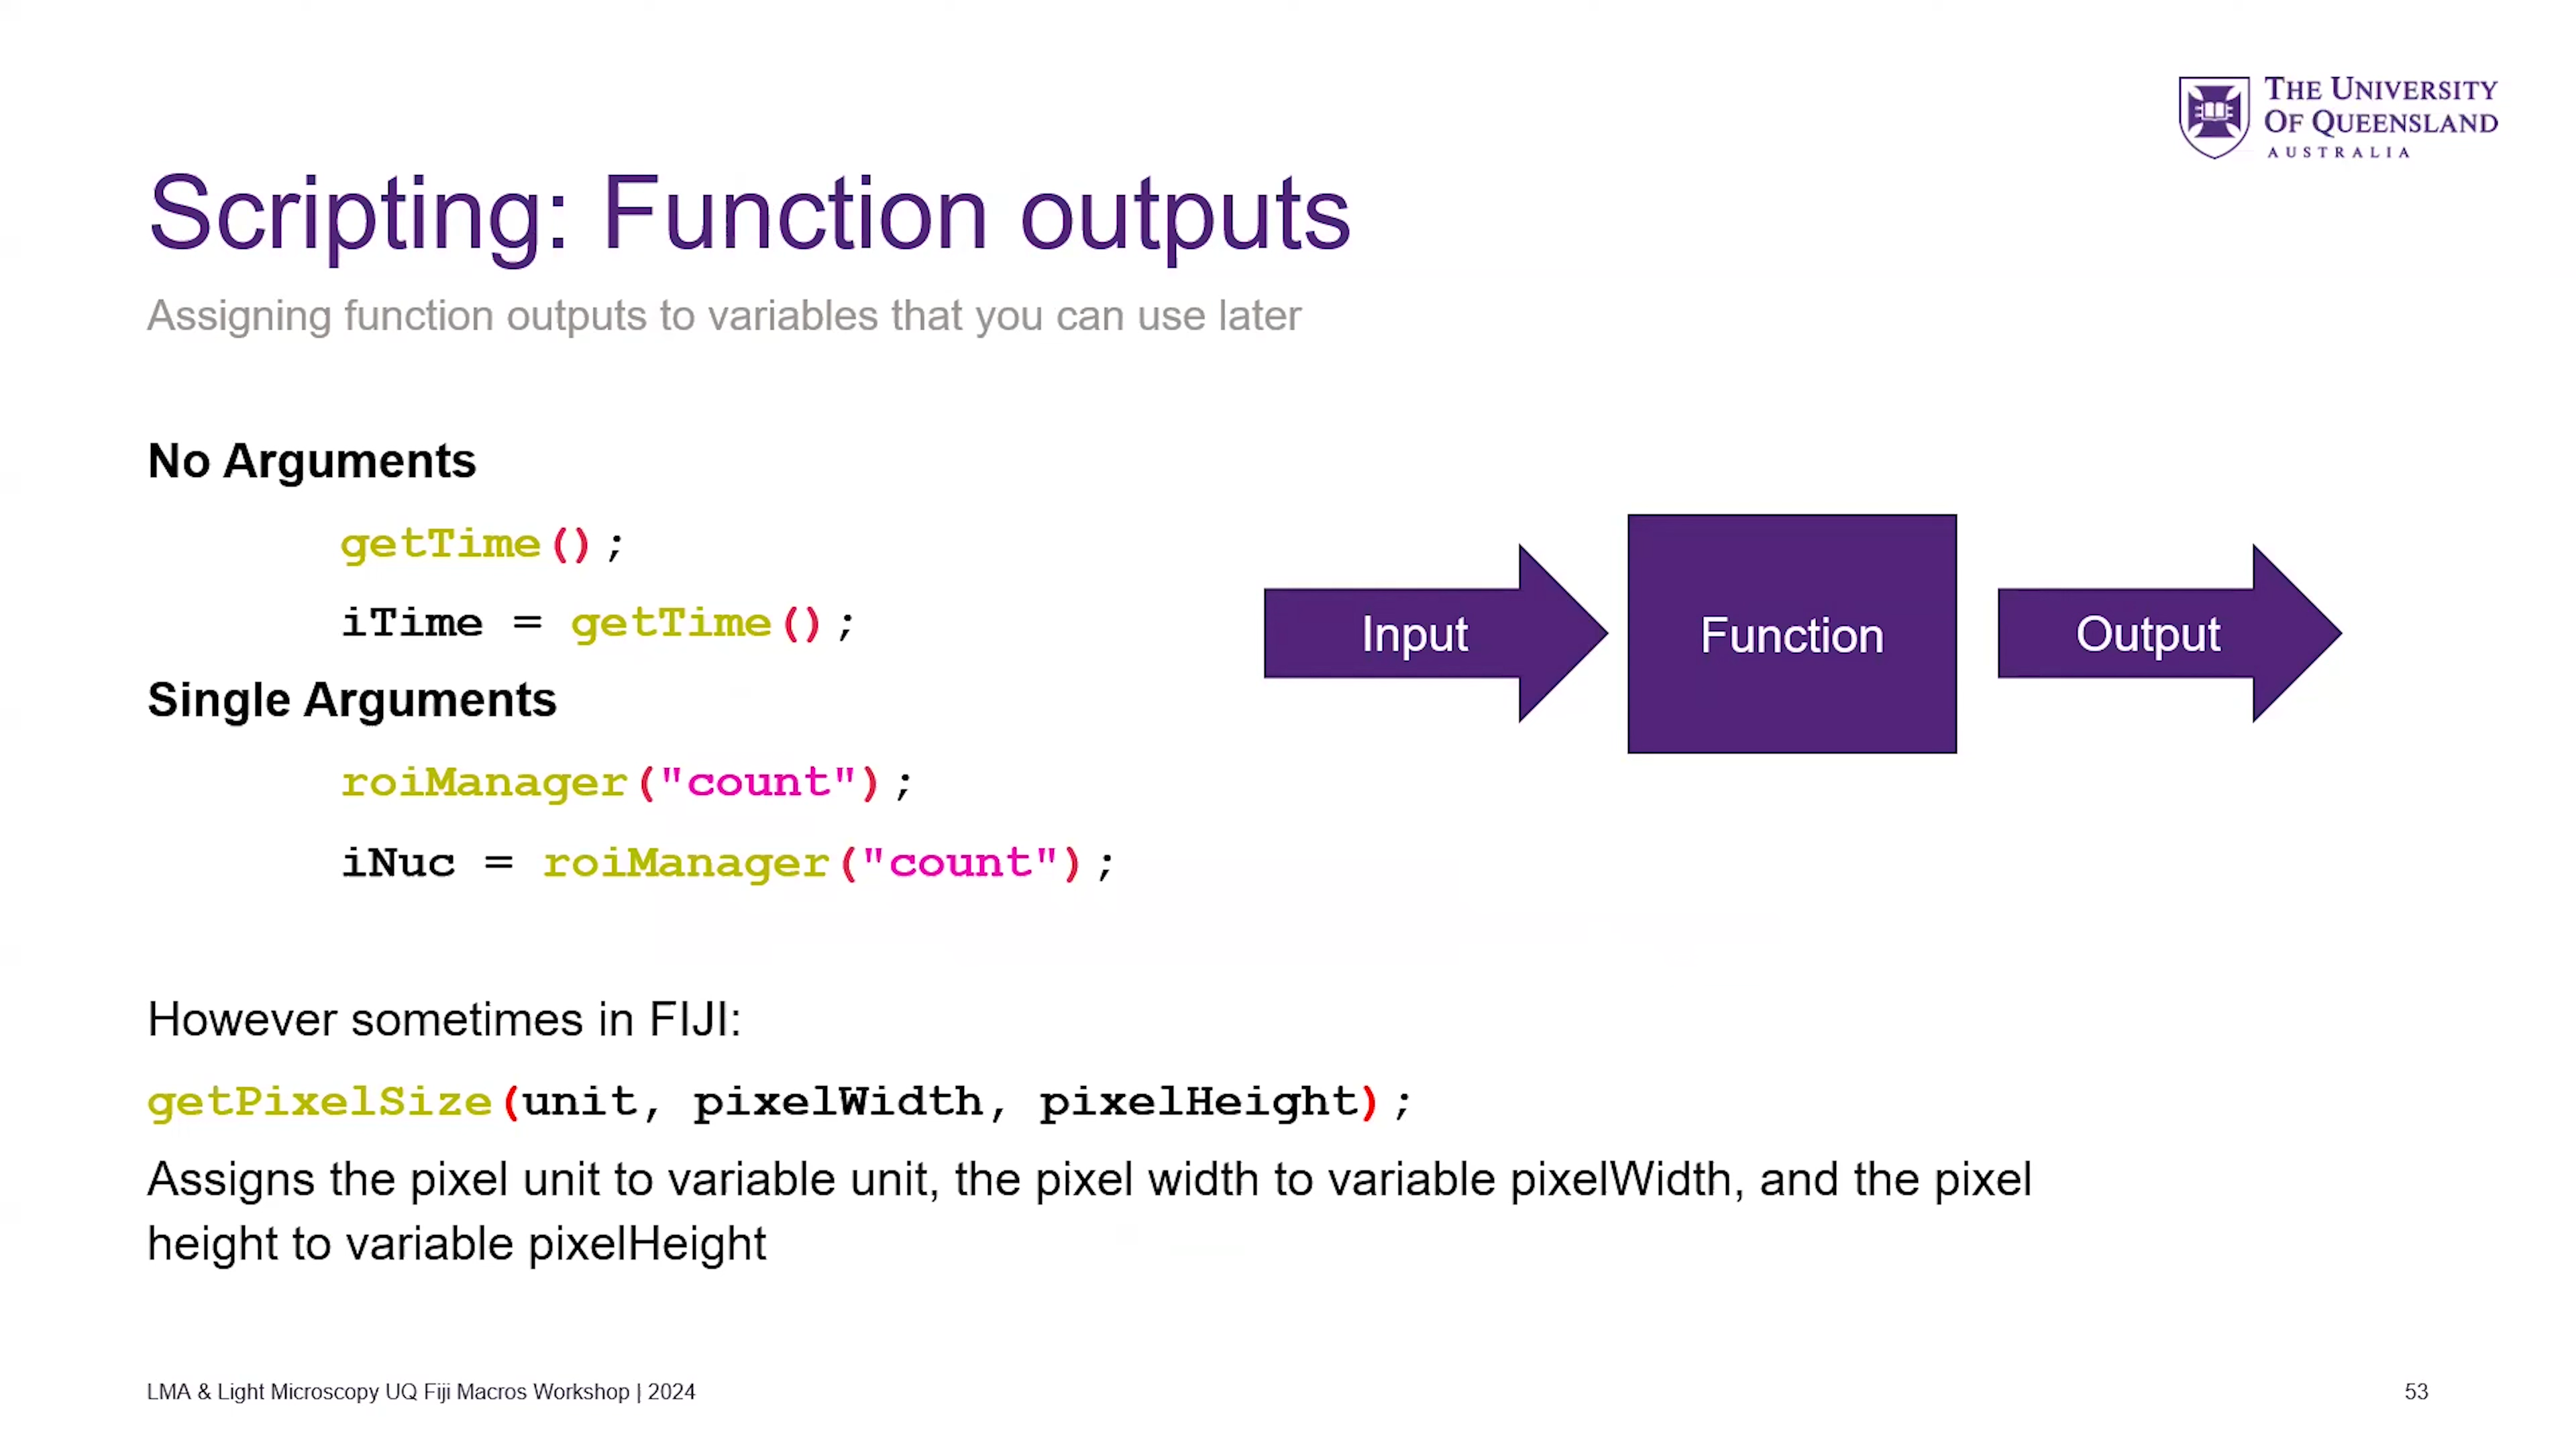 THE UNIVERSITY
OF QUEENSLAND
AUSTRALIA
Scripting: Function outputs
Assigning function outputs to variables that you can use later
No Arguments
getTime();
iTime = getTime();
Single Arguments
roiManager("count");
iNuc = roiManager("count");
Input
Function
Output
However sometimes in FIJI:
getPixelSize(unit, pixelWidth, pixelHeight);
Assigns the pixel unit to variable unit, the pixel width to variable pixelWidth, and the pixel
height to variable pixelHeight
LMA & Light Microscopy UQ Fiji Macros Workshop | 2024
53